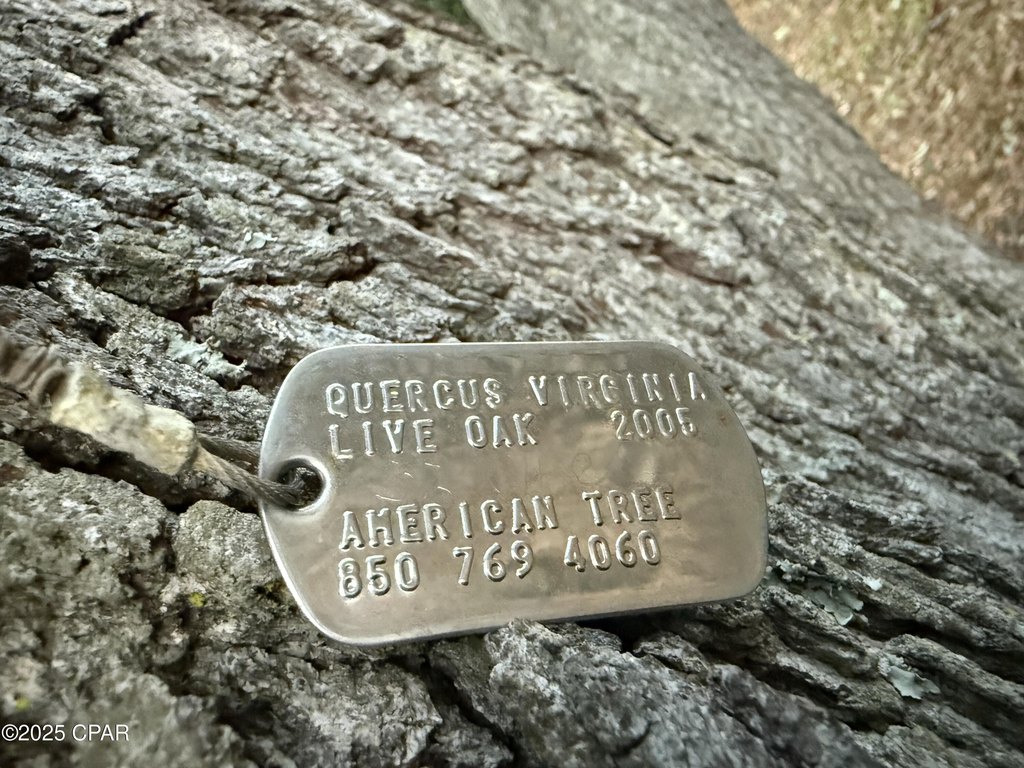 QUERCUS VIRGINIA
LIVE OAK 2005
AMERICAN TREE
850 769 4060
©2025 CPAR